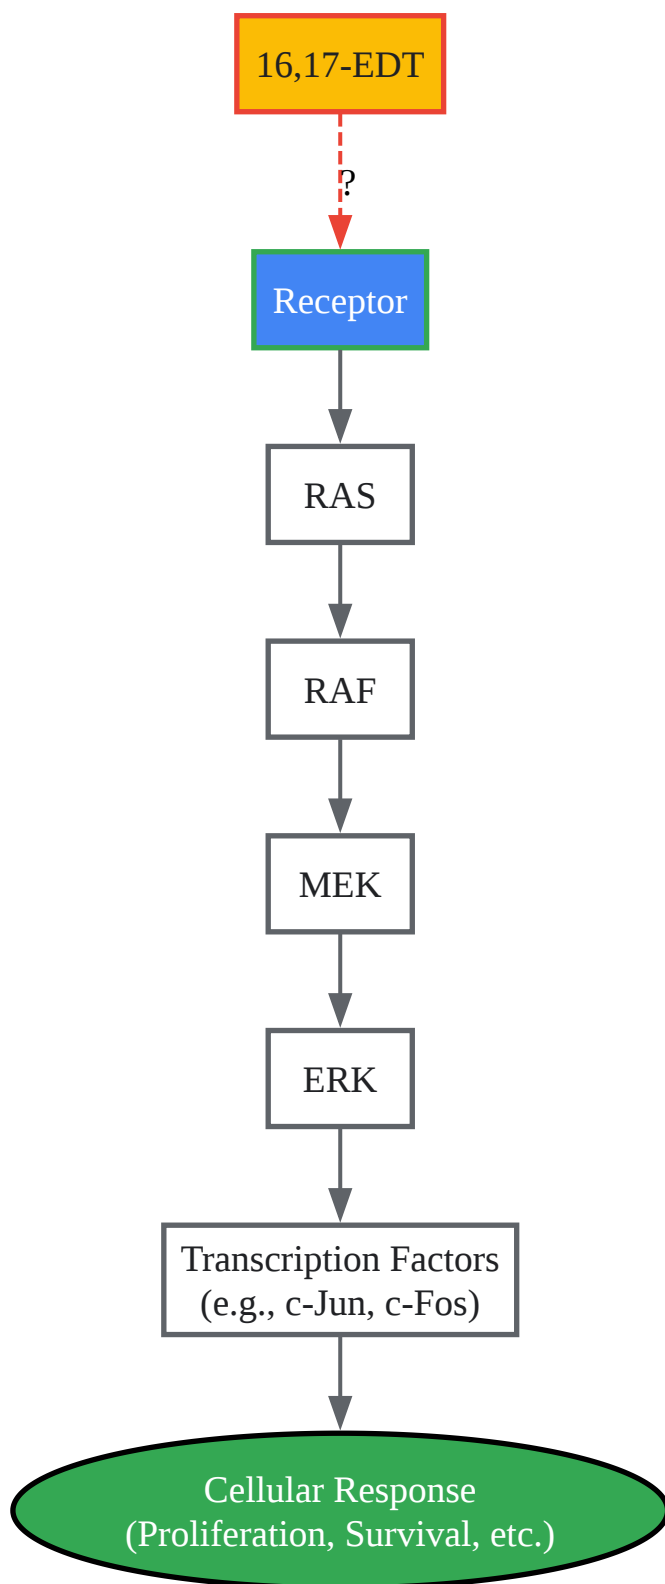 16,17-EDT
?
Receptor
RAS
RAF
MEK
ERK
Transcription Factors
(e.g., c-Jun, c-Fos)
Cellular Response
(Proliferation, Survival, etc.)